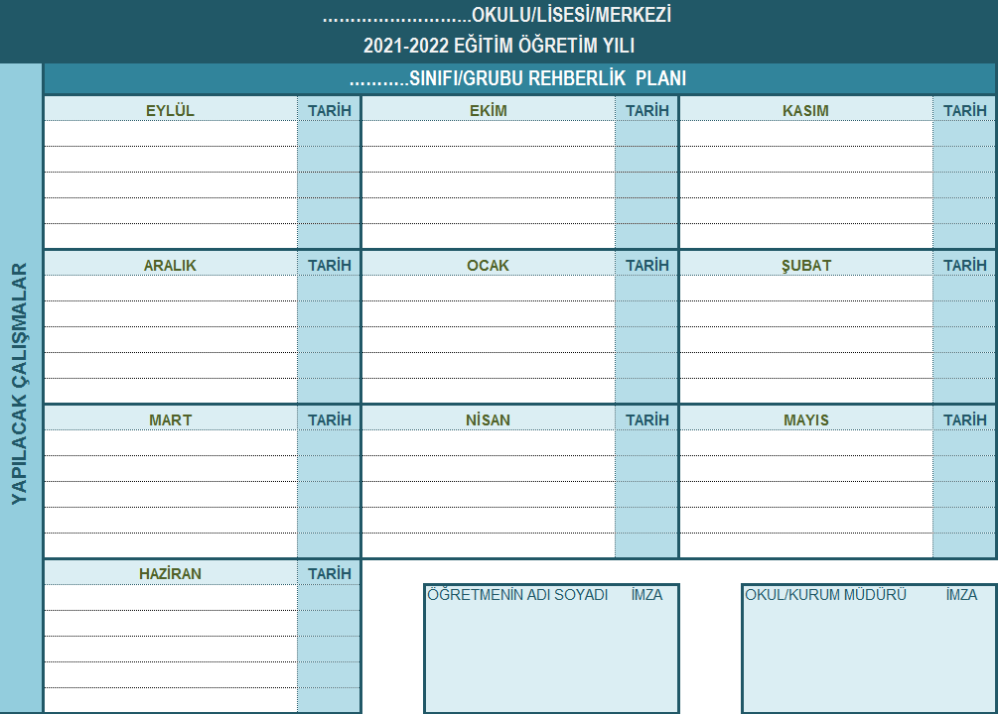 ……………………...OKULU/LİSESİ/MERKEZİ
2021-2022 EĞİTİM ÖĞRETİM YILI
………..SINIFI/GRUBU REHBERLİK PLANI
YAPILACAK ÇALIŞMALAR
EYLÜL TARİH EKİM TARİH KASIM TARİH
ARALIK TARİH OCAK TARİH ŞUBAT TARİH
MART TARİH NİSAN TARİH MAYIS TARİH
HAZİRAN TARİH
ÖĞRETMENİN ADI SOYADI İMZA OKUL/KURUM MÜDÜRÜ İMZA